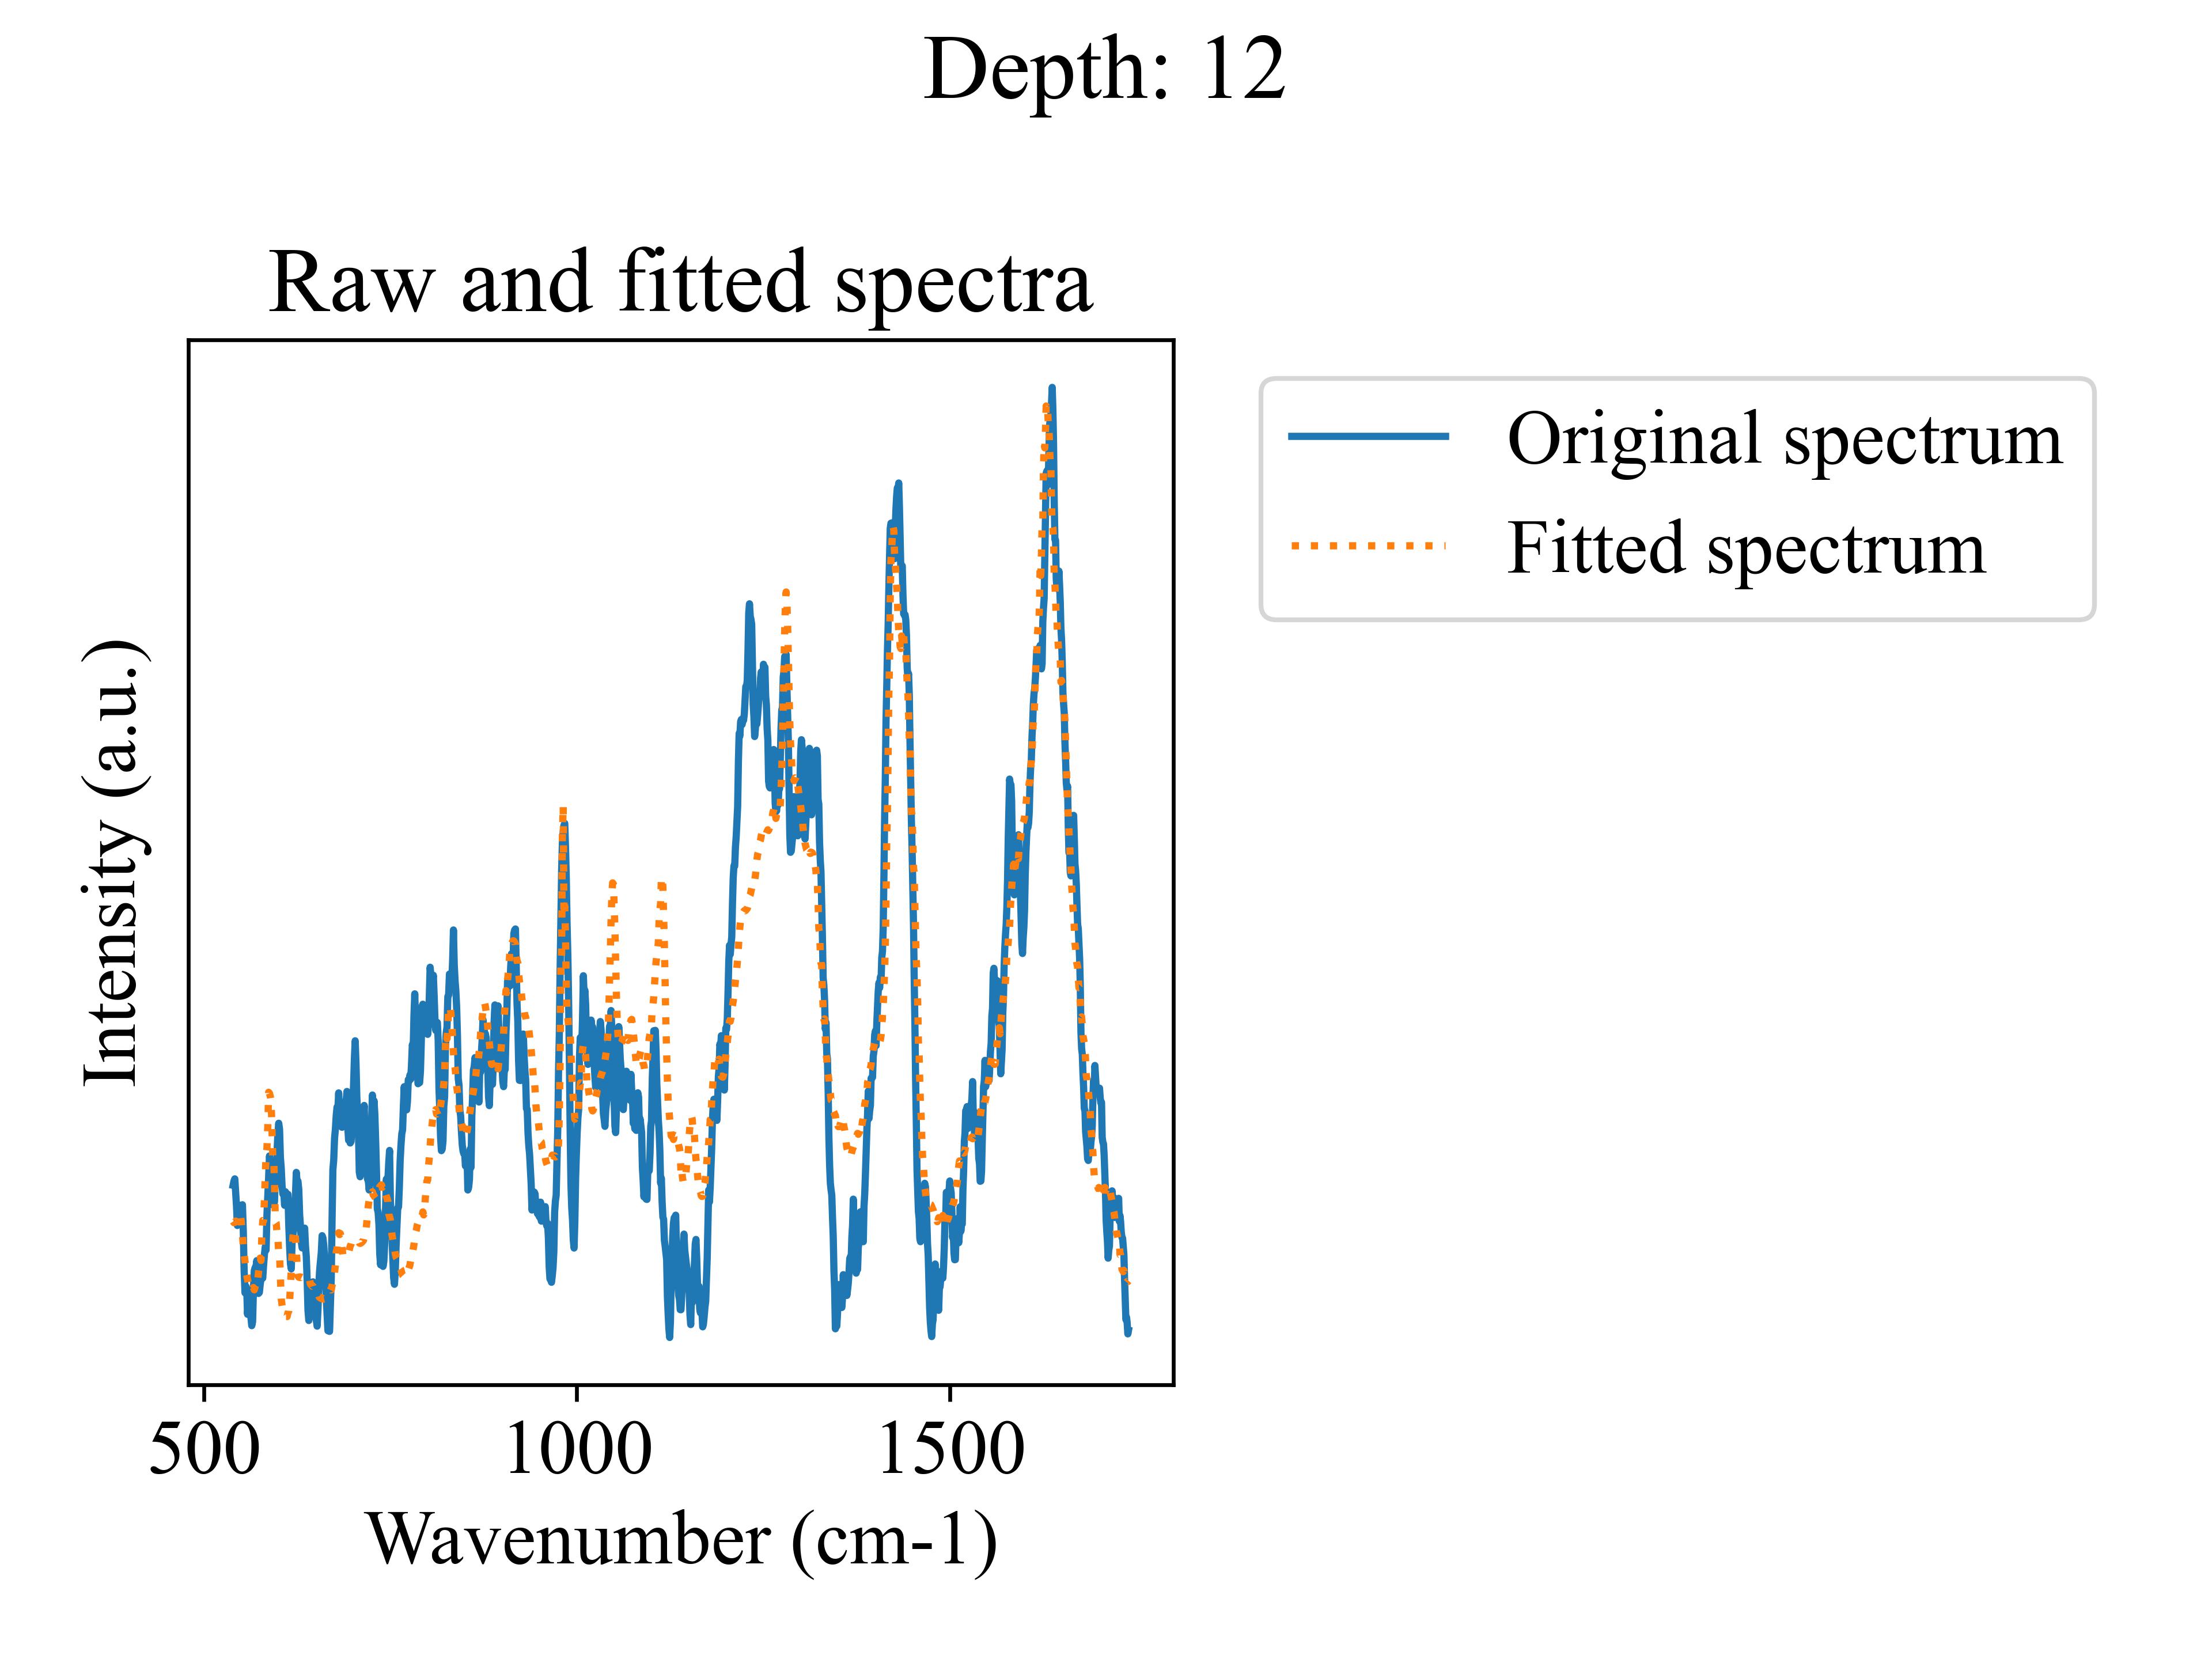 Depth: 12
Raw and fitted spectra
Original spectrum
Fitted spectrum
Intensity (a.u.)
500 1000 1500
Wavenumber (cm-1)